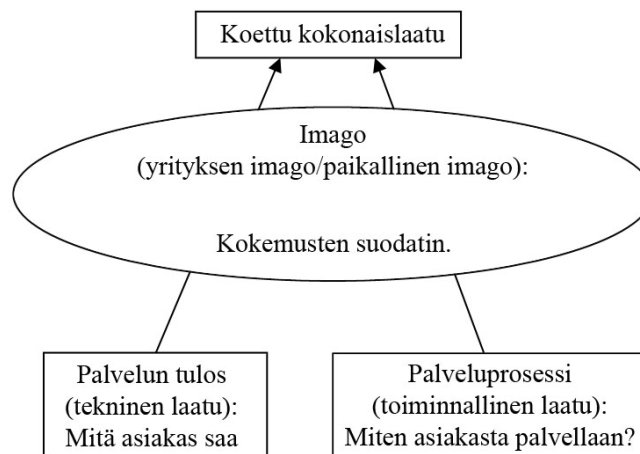 Koettu kokonaislaatu
Imago
(yrityksen imago/paikallinen imago):
Kokemusten suodatin.
Palvelun tulos
(tekninen laatu):
Mitä asiakas saa
Palveluprosessi
(toiminnallinen laatu):
Miten asiakasta palvellaan?